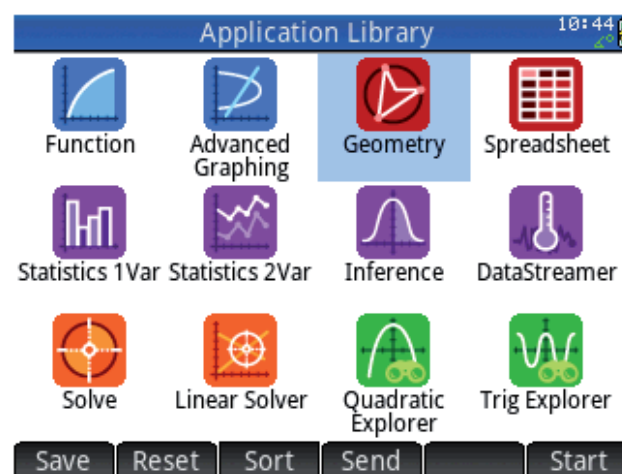 Application Library 10:44
Function Advanced Graphing Geometry Spreadsheet
Statistics 1Var Statistics 2Var Inference DataStreamer
Solve Linear Solver Quadratic Explorer Trig Explorer
Save Reset Sort Send Start